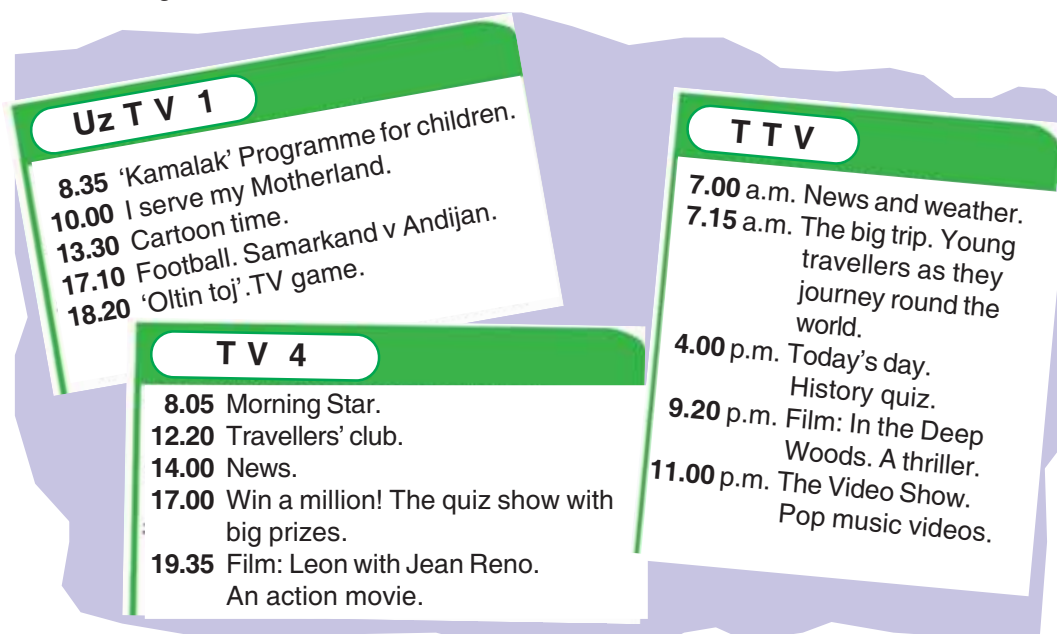 Uz T V 1
8.35 ‘Kamalak’ Programme for children.
10.00 I serve my Motherland.
13.30 Cartoon time.
17.10 Football. Samarkand v Andijan.
18.20 ‘Oltin toj’.TV game.
T V 4
8.05 Morning Star.
12.20 Travellers’ club.
14.00 News.
17.00 Win a million! The quiz show with
big prizes.
19.35 Film: Leon with Jean Reno.
An action movie.
T T V
7.00 a.m. News and weather.
7.15 a.m. The big trip. Young
travellers as they
journey round the
world.
4.00 p.m. Today’s day.
History quiz.
9.20 p.m. Film: In the Deep
Woods. A thriller.
11.00 p.m. The Video Show.
Pop music videos.